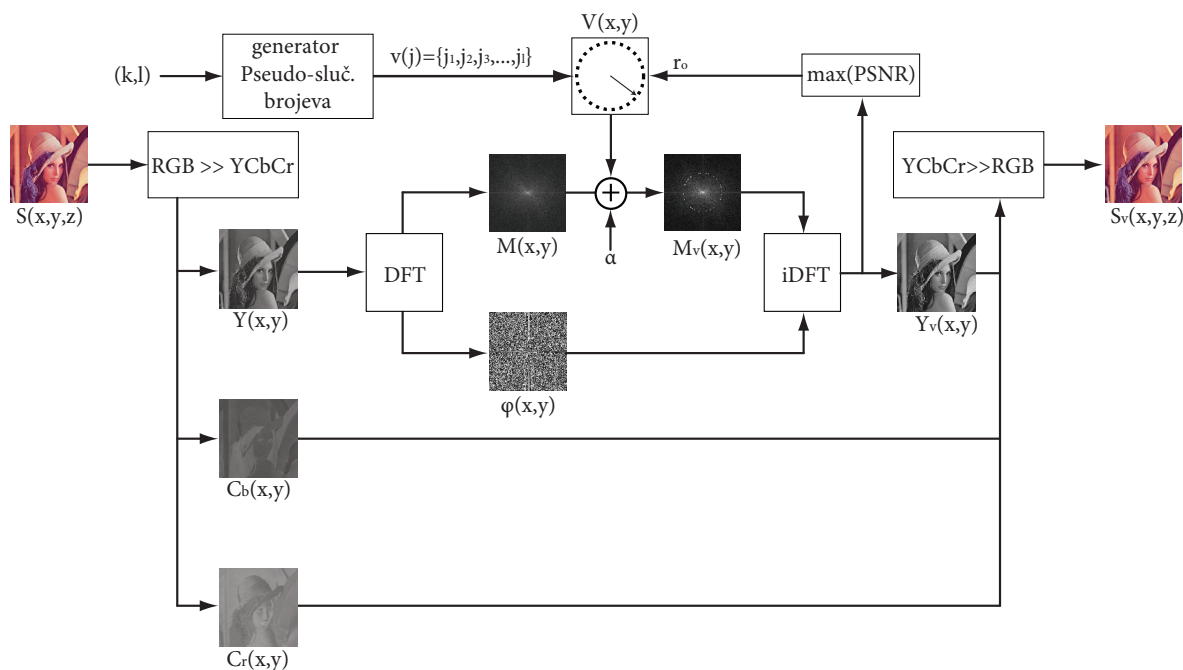 V(x,y)
(k,l)
generator
Pseudo-sluč.
brojeva
v(j)={j₁,j₂,j₃,...,jₗ}
rₒ
max(PSNR)
RGB >> YCbCr
YCbCr>>RGB
S(x,y,z)
Sᵥ(x,y,z)
M(x,y)
+
α
Mᵥ(x,y)
DFT
iDFT
Y(x,y)
Yᵥ(x,y)
φ(x,y)
C_b(x,y)
Cᵣ(x,y)